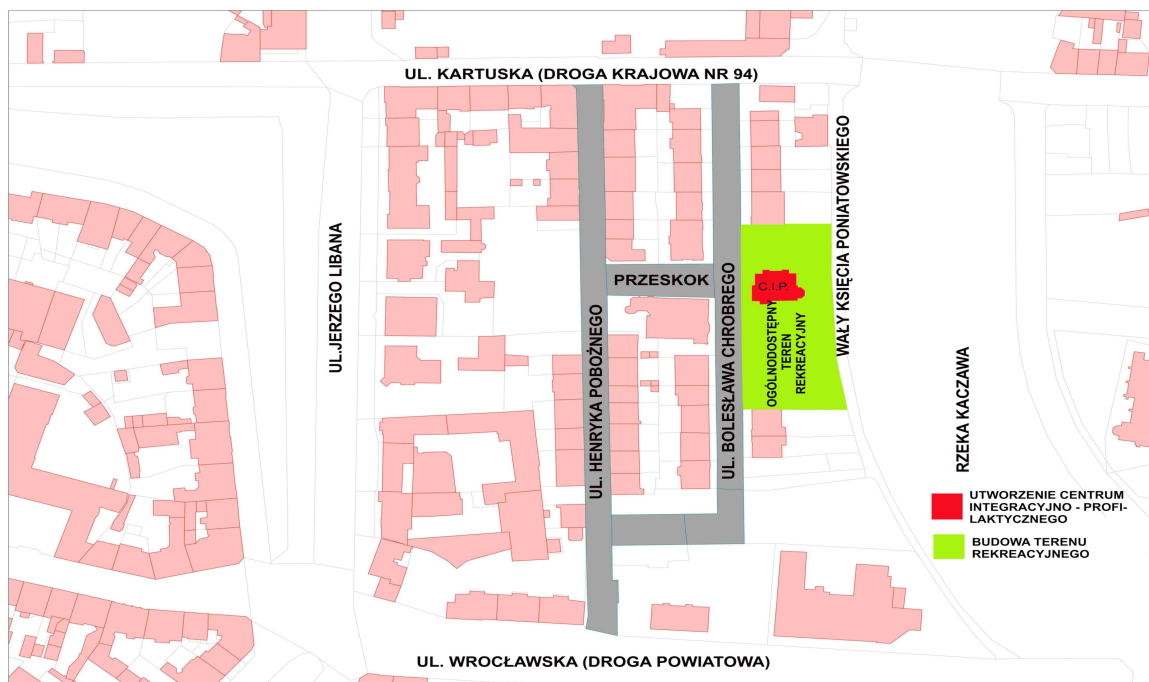 UL. KARTUSKA (DROGA KRAJOWA NR 94)
UL.JERZEGO LIBANA
UL. HENRYKA POBOŻNEGO
PRZESKOK
UL. BOLESŁAWA CHROBREGO
C.I.P.
OGÓLNODOSTĘPNY
TEREN
REKREACYJNY
WAŁY KSIĘCIA PONIATOWSKIEGO
RZEKA KACZAWA
UTWORZENIE CENTRUM
INTEGRACYJNO - PROFI-
LAKTYCZNEGO
BUDOWA TERENU
REKREACYJNEGO
UL. WROCŁAWSKA (DROGA POWIATOWA)